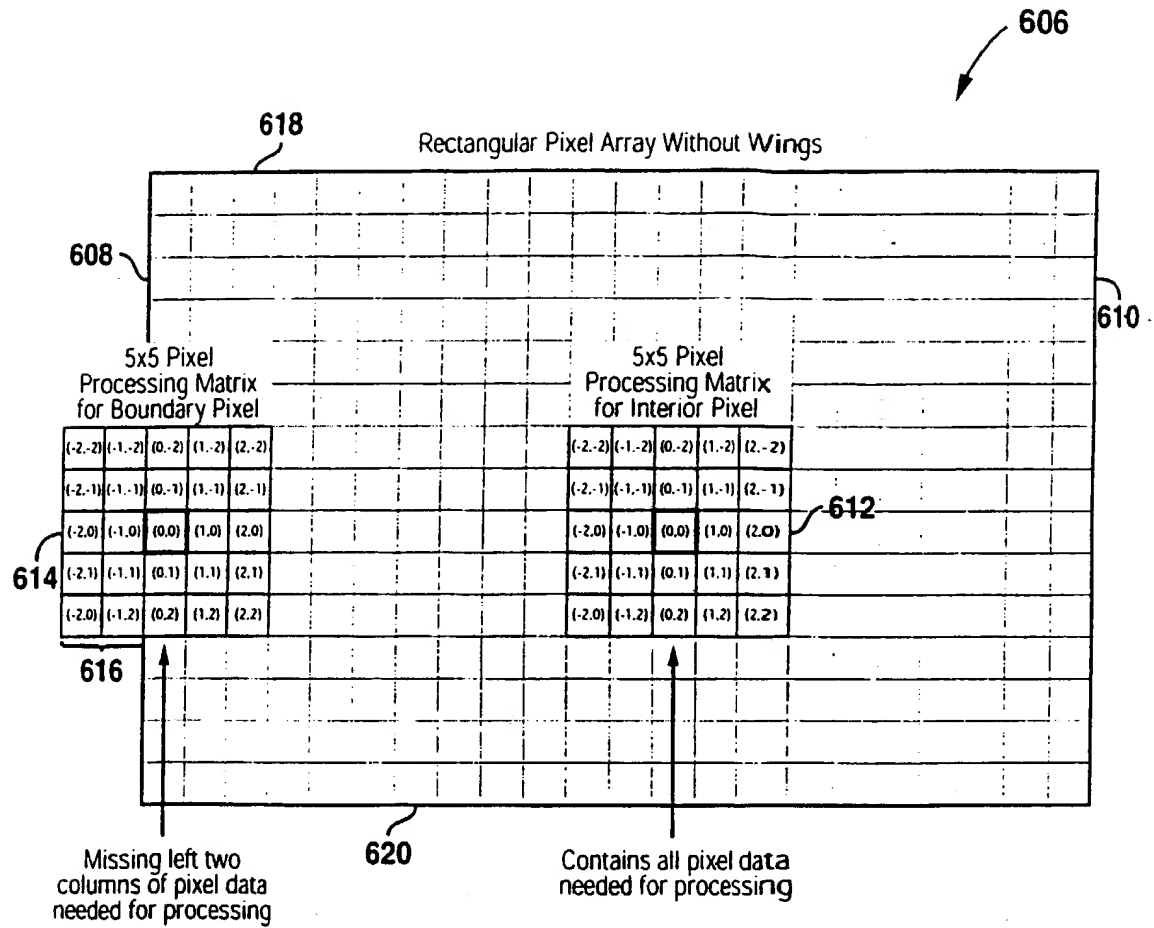 606
618
Rectangular Pixel Array Without Wings
608
610
5x5 Pixel
Processing Matrix
for Boundary Pixel
5x5 Pixel
Processing Matrix
for Interior Pixel
(-2,-2) (-1,-2) (0,-2) (1,-2) (2,-2)
(-2,-1) (-1,-1) (0,-1) (1,-1) (2,-1)
(-2,0) (-1,0) (0,0) (1,0) (2,0)
(-2,1) (-1,1) (0,1) (1,1) (2,1)
(-2,0) (-1,2) (0,2) (1,2) (2,2)
614
616
(-2,-2) (-1,-2) (0,-2) (1,-2) (2,-2)
(-2,-1) (-1,-1) (0,-1) (1,-1) (2,-1)
(-2,0) (-1,0) (0,0) (1,0) (2,0)
(-2,1) (-1,1) (0,1) (1,1) (2,1)
(-2,0) (-1,2) (0,2) (1,2) (2,2)
612
620
Missing left two
columns of pixel data
needed for processing
Contains all pixel data
needed for processing